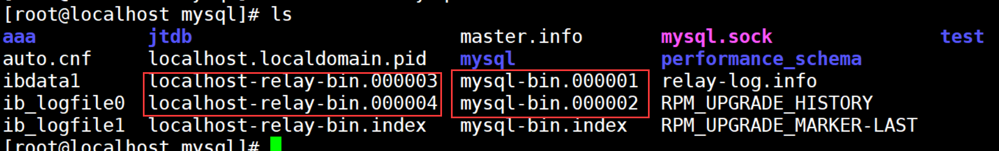 [root@localhost mysql]# ls
aaa jtdb master.info mysql.sock test
auto.cnf localhost.localdomain.pid mysql performance_schema
ibdata1 localhost-relay-bin.000003 mysql-bin.000001 relay-log.info
ib_logfile0 localhost-relay-bin.000004 mysql-bin.000002 RPM_UPGRADE_HISTORY
ib_logfile1 localhost-relay-bin.index mysql-bin.index RPM_UPGRADE_MARKER-LAST
[root@localhost mysql]#